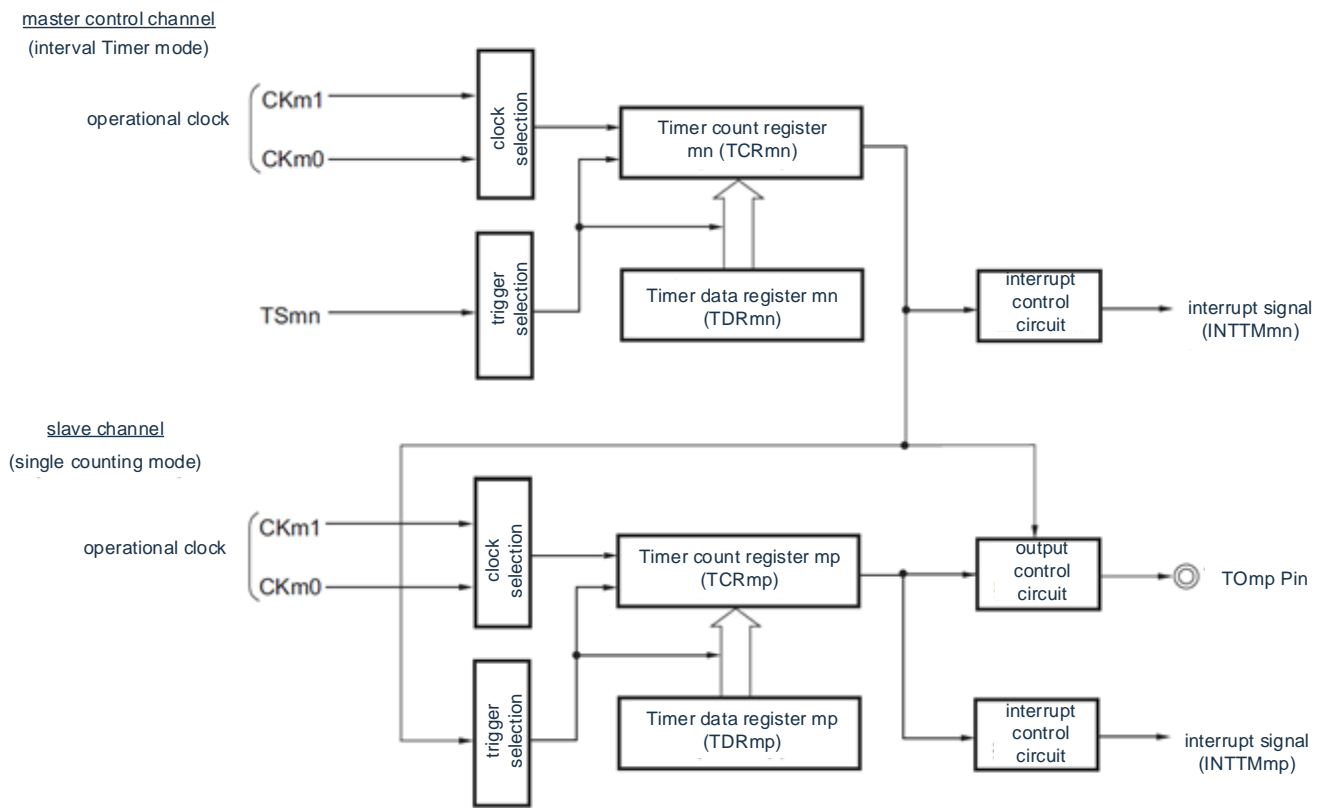 master control channel
(interval Timer mode)
operational clock
CKm1
CKm0
clock
selection
Timer count register
mn (TCRmn)
TSmn
trigger
selection
Timer data register mn
(TDRmn)
interrupt
control
circuit
interrupt signal
(INTTMmn)
slave channel
(single counting mode)
operational clock
CKm1
CKm0
clock
selection
Timer count register mp
(TCRmp)
output
control
circuit
TOmp Pin
trigger
selection
Timer data register mp
(TDRmp)
interrupt
control
circuit
interrupt signal
(INTTMmp)